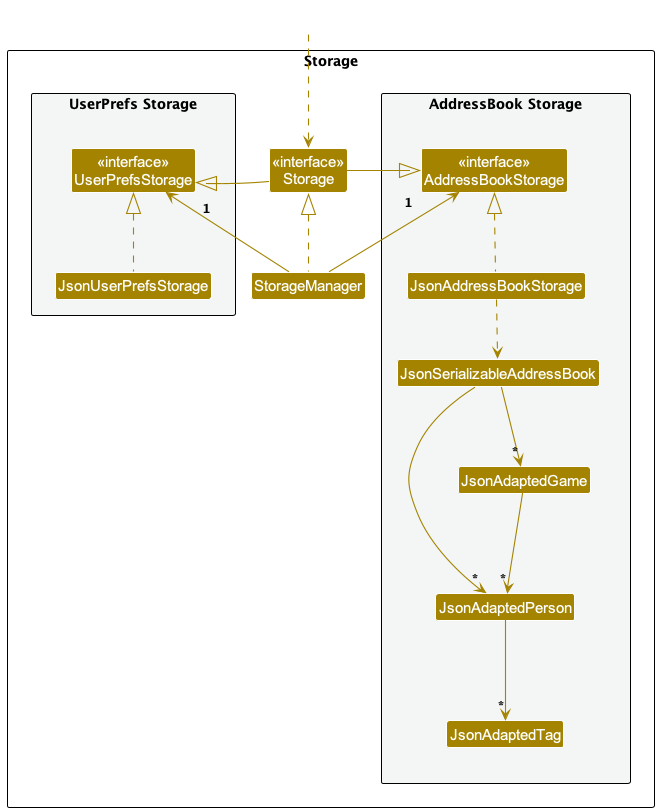 Storage
UserPrefs Storage
AddressBook Storage
«interface»
UserPrefsStorage
«interface»
Storage
«interface»
AddressBookStorage
1
1
JsonUserPrefsStorage
StorageManager
JsonAddressBookStorage
JsonSerializableAddressBook
*
JsonAdaptedGame
*
*
JsonAdaptedPerson
*
JsonAdaptedTag